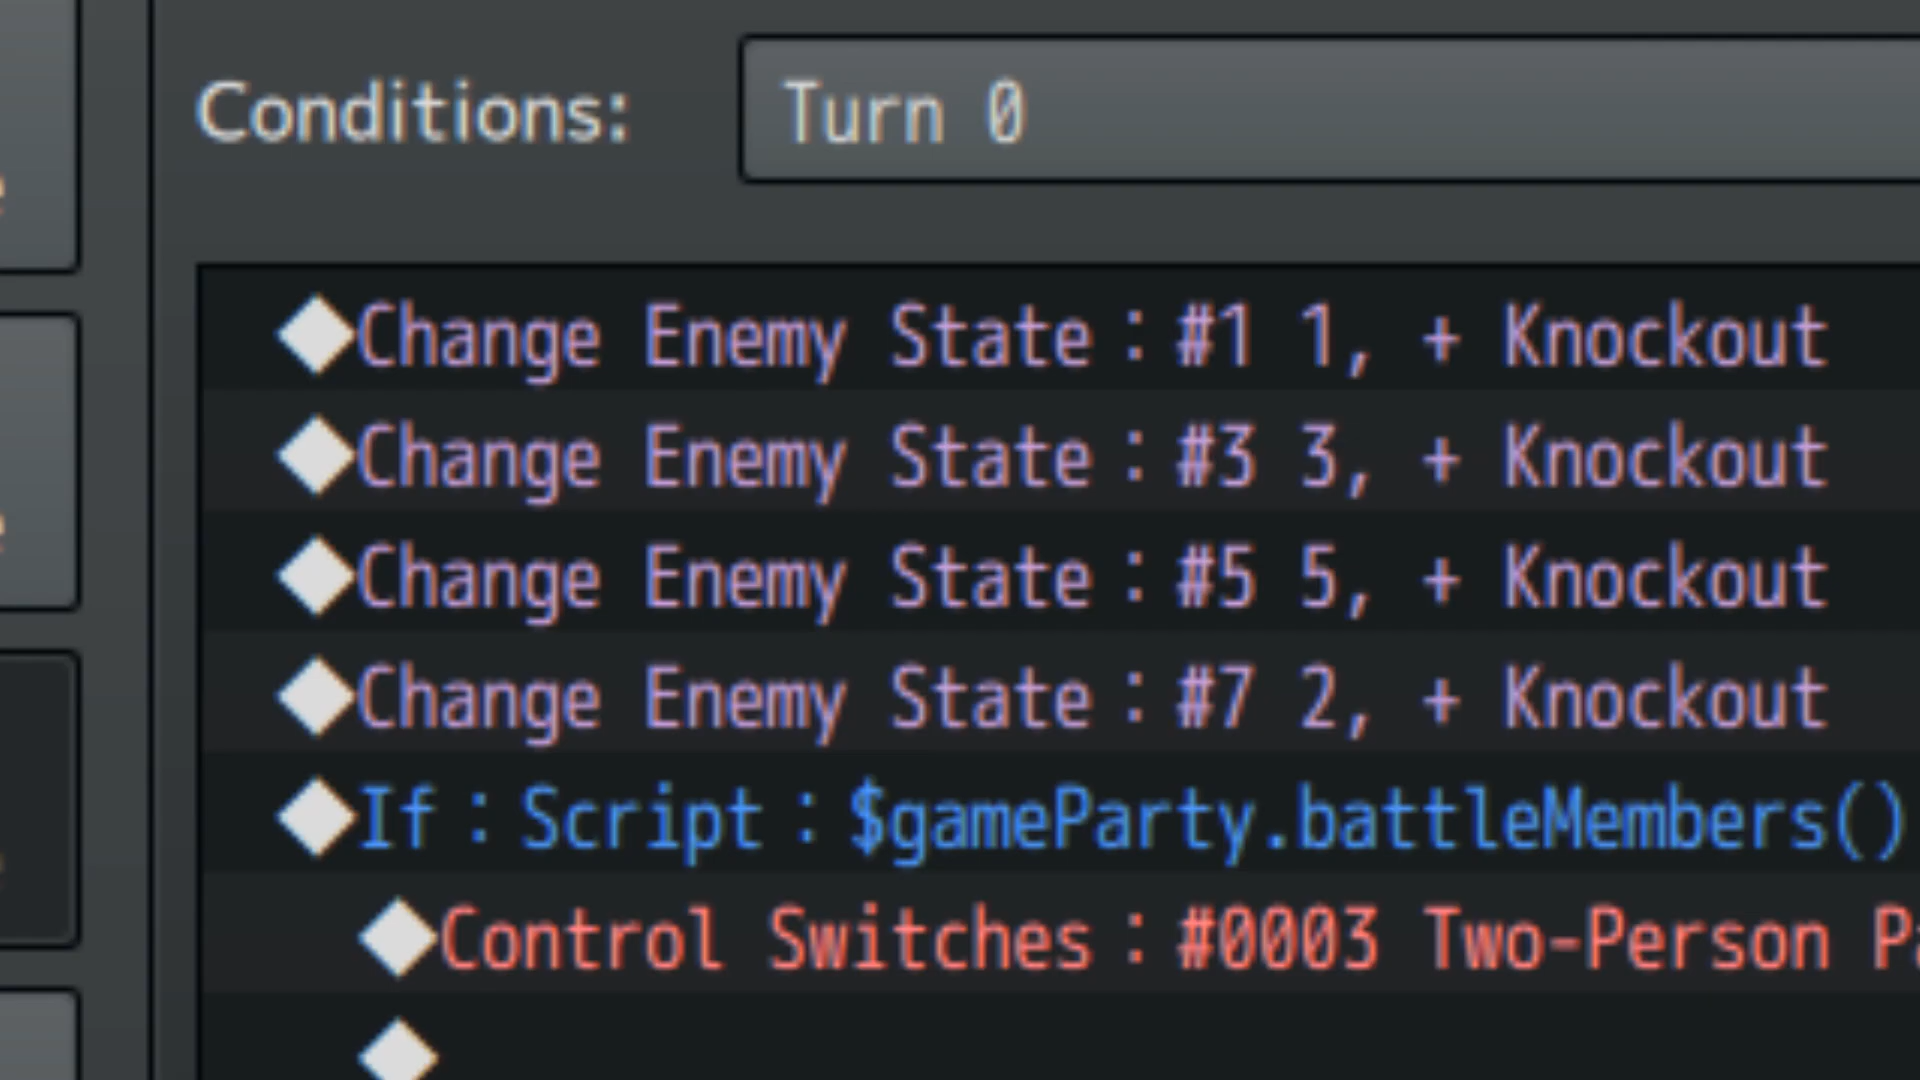 Conditions: Turn 0
◆Change Enemy State：#1 1, + Knockout
◆Change Enemy State：#3 3, + Knockout
◆Change Enemy State：#5 5, + Knockout
◆Change Enemy State：#7 2, + Knockout
◆If：Script：$gameParty.battleMembers()
◆Control Switches：#0003 Two-Person Pa
◆